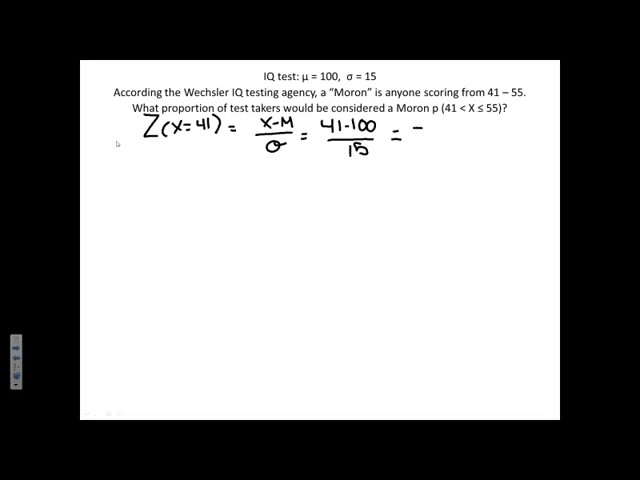 IQ test: μ = 100, σ = 15
According the Wechsler IQ testing agency, a “Moron” is anyone scoring from 41 – 55.
What proportion of test takers would be considered a Moron p (41 < X ≤ 55)?
Z(X=41) = X-M/σ = 41-100/15 = -